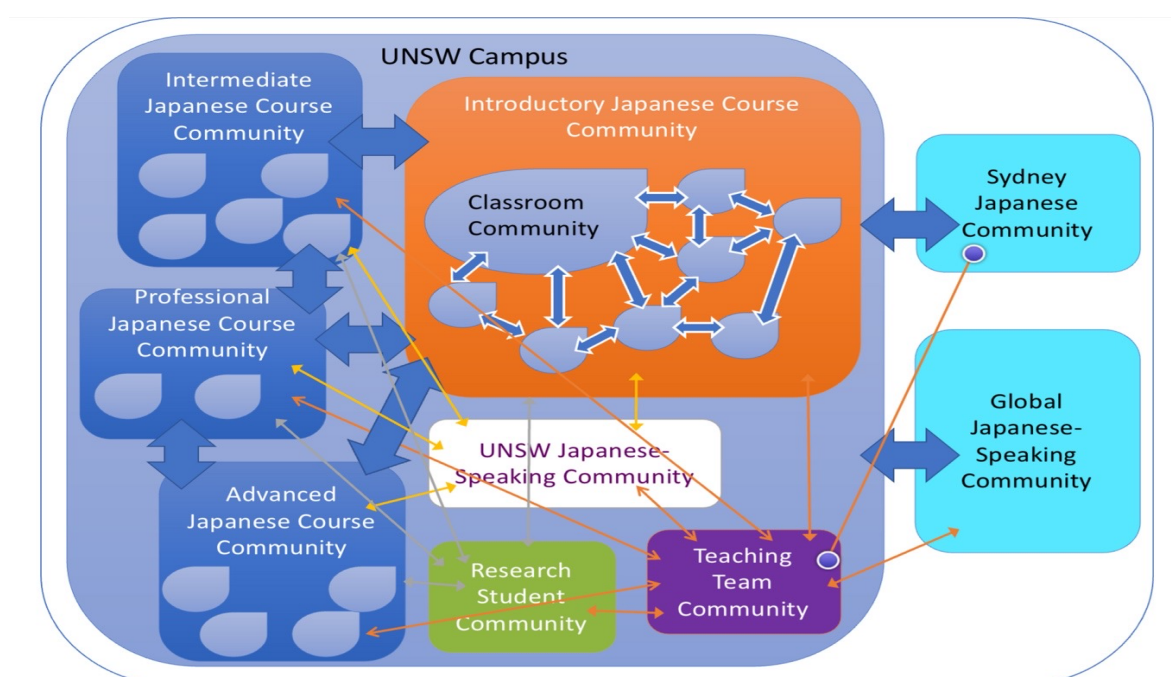 UNSW Campus
Intermediate
Japanese Course
Community
Introductory Japanese Course
Community
Classroom
Community
Professional
Japanese Course
Community
Advanced
Japanese Course
Community
UNSW Japanese-
Speaking Community
Research
Student
Community
Teaching
Team
Community
Sydney
Japanese
Community
Global
Japanese-
Speaking
Community